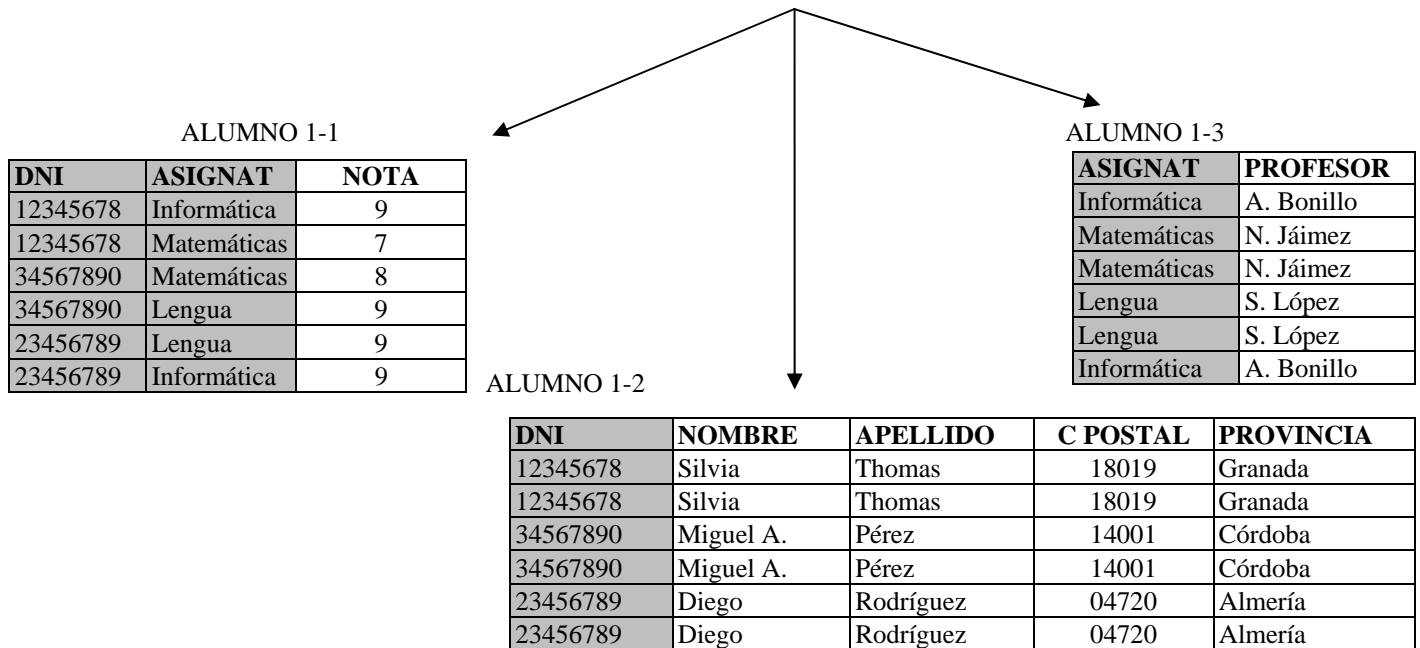 ALUMNO 1-1
DNI ASIGNAT NOTA
12345678 Informática 9
12345678 Matemáticas 7
34567890 Matemáticas 8
34567890 Lengua 9
23456789 Lengua 9
23456789 Informática 9
ALUMNO 1-3
ASIGNAT PROFESOR
Informática A. Bonillo
Matemáticas N. Jáimez
Matemáticas N. Jáimez
Lengua S. López
Lengua S. López
Informática A. Bonillo
ALUMNO 1-2
DNI NOMBRE APELLIDO C POSTAL PROVINCIA
12345678 Silvia Thomas 18019 Granada
12345678 Silvia Thomas 18019 Granada
34567890 Miguel A. Pérez 14001 Córdoba
34567890 Miguel A. Pérez 14001 Córdoba
23456789 Diego Rodríguez 04720 Almería
23456789 Diego Rodríguez 04720 Almería